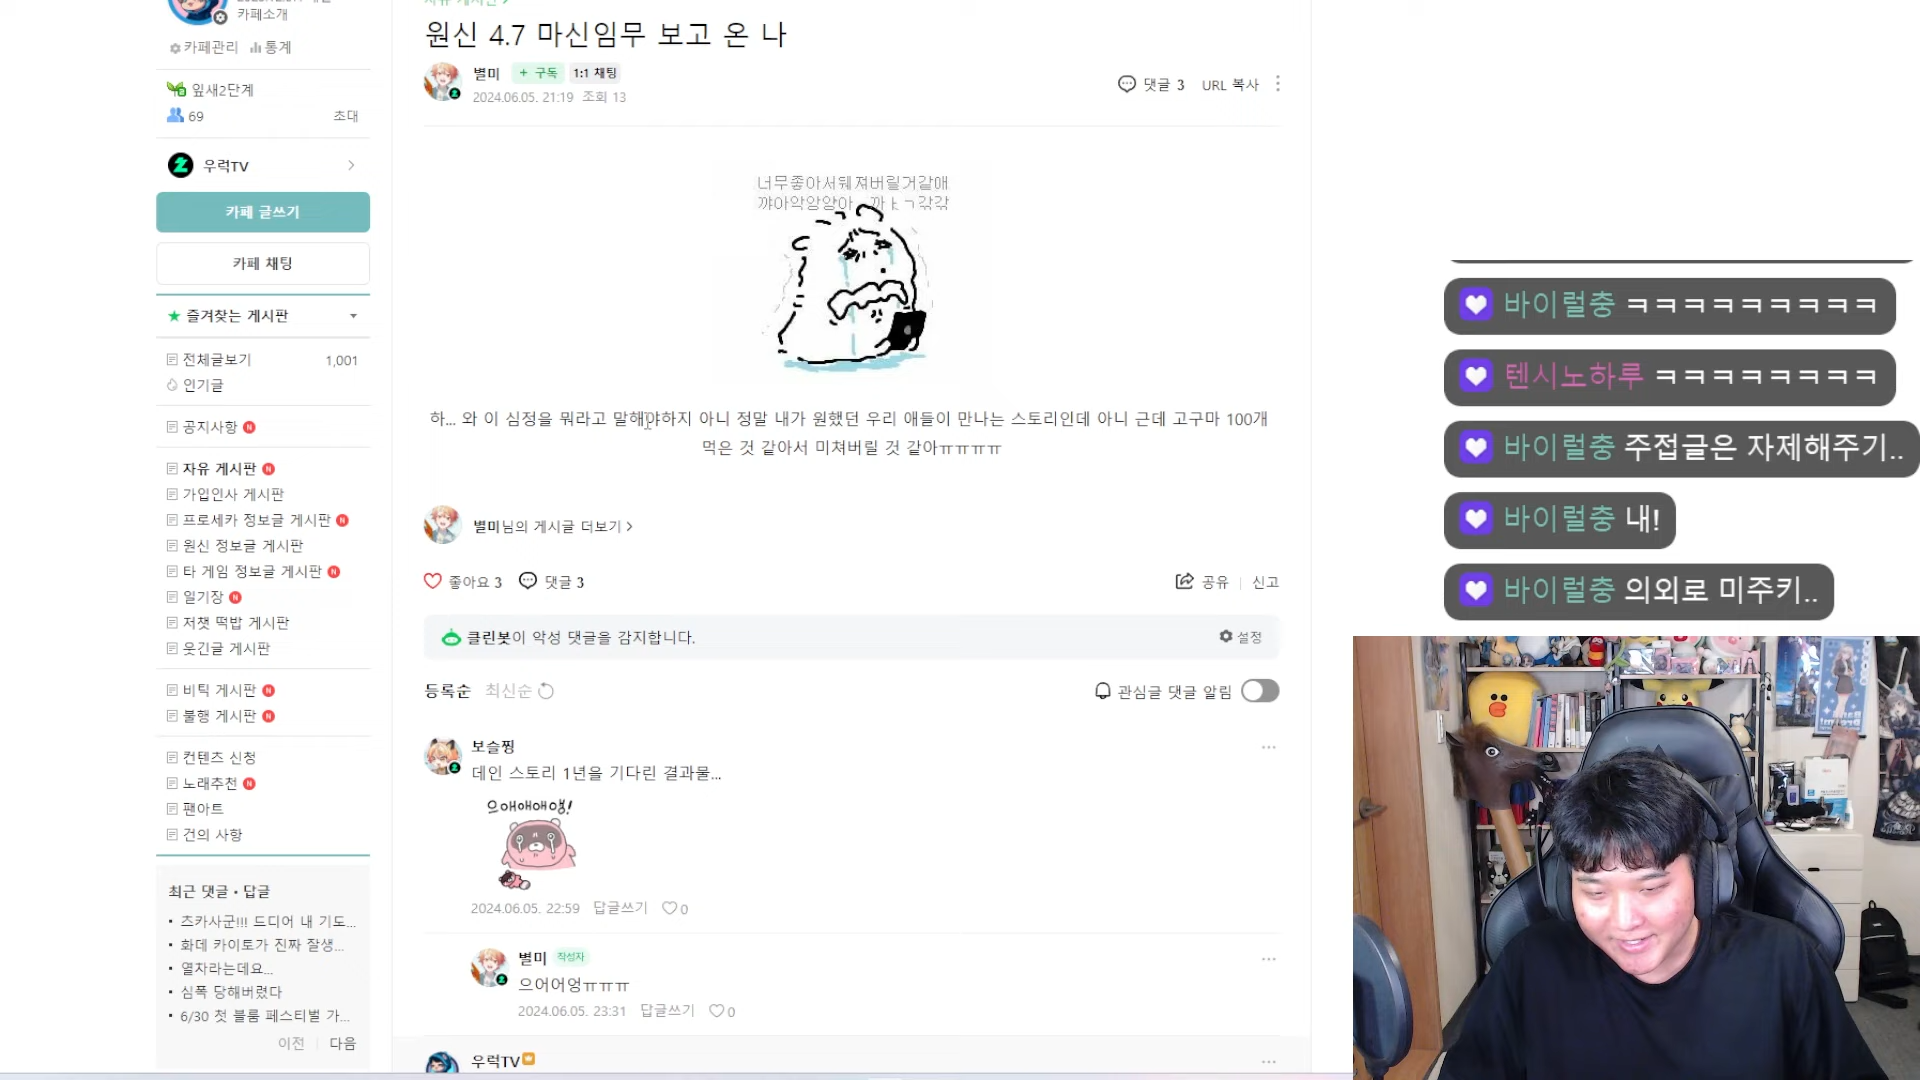 카페소개
카페관리 통계
잎새2단계
69 초대
우럭TV
카페 글쓰기
카페 채팅
즐겨찾는 게시판
전체글보기 1,001
인기글
공지사항 N
자유 게시판 N
가입인사 게시판
프로세카 정보글 게시판 N
원신 정보글 게시판
타 게임 정보글 게시판 N
일기장 N
저챗 떡밥 게시판
웃긴글 게시판
비틱 게시판 N
불행 게시판 N
컨텐츠 신청
노래추천 N
팬아트
건의 사항
최근 댓글・답글
츠카사군!!! 드디어 내 기도...
화데 카이토가 진짜 잘생...
열차라는데요...
심폭 당해버렸다
6/30 첫 블룸 페스티벌 가...
이전 다음
원신 4.7 마신임무 보고 온 나
별미 + 구독 1:1 채팅
2024.06.05. 21:19 조회 13
댓글 3 URL 복사
너무좋아서뒈져버릴거같애
하... 와 이 심정을 뭐라고 말해야하지 아니 정말 내가 원했던 우리 애들이 만나는 스토리인데 아니 근데 고구마 100개
먹은 것 같아서 미쳐버릴 것 같아ㅠㅠㅠㅠ
별미님의 게시글 더보기
좋아요 3 댓글 3
공유 신고
클린봇이 악성 댓글을 감지합니다.
설정
등록순 최신순
관심글 댓글 알림
보슬찡
데인 스토리 1년을 기다린 결과물...
으애애애앵!
2024.06.05. 22:59 답글쓰기 0
별미 작성자
으어어엉ㅠㅠㅠ
2024.06.05. 23:31 답글쓰기 0
우럭TV
바이럴충 ㅋㅋㅋㅋㅋㅋㅋㅋㅋ
텐시노하루 ㅋㅋㅋㅋㅋㅋㅋㅋ
바이럴충 주접글은 자제해주기..
바이럴충 내!
바이럴충 의외로 미주키..